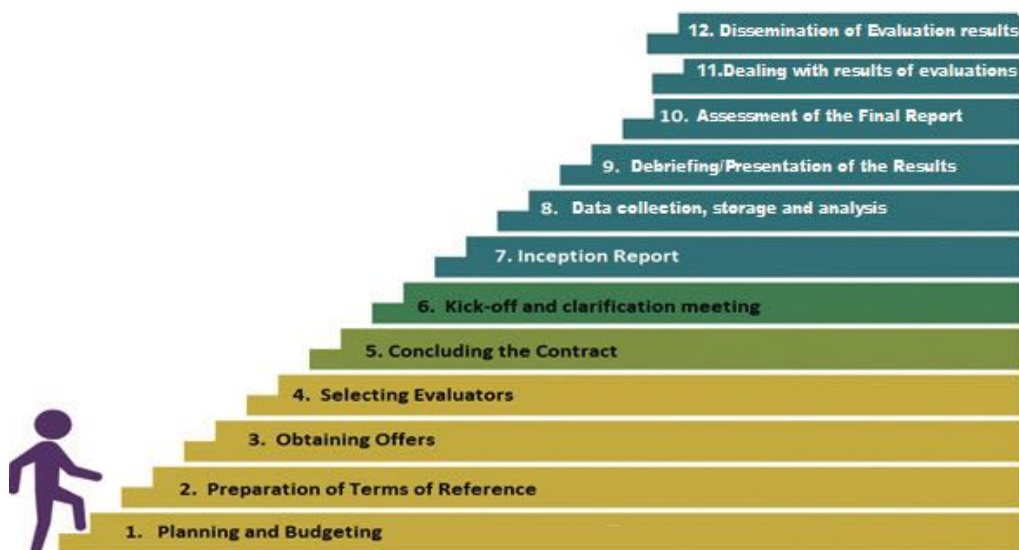 12. Dissemination of Evaluation results
11.Dealing with results of evaluations
10. Assessment of the Final Report
9. Debriefing/Presentation of the Results
8. Data collection, storage and analysis
7. Inception Report
6. Kick-off and clarification meeting
5. Concluding the Contract
4. Selecting Evaluators
3. Obtaining Offers
2. Preparation of Terms of Reference
1. Planning and Budgeting